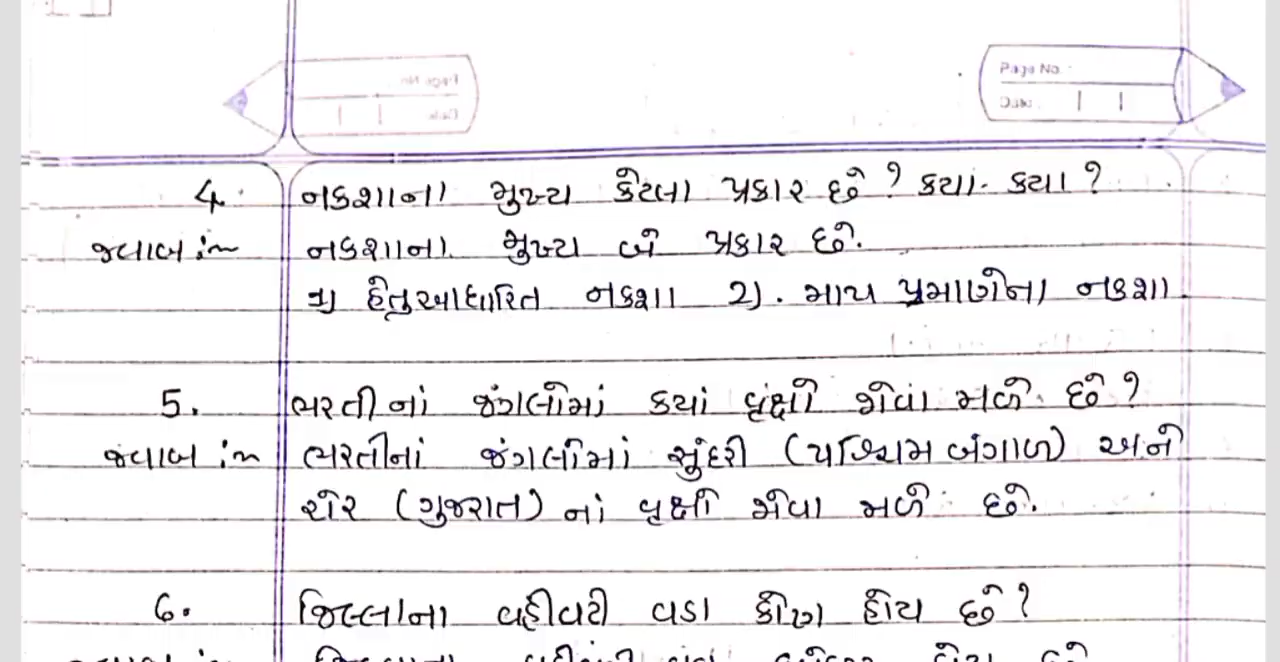 Page No.
Date
4. નકશાના મુખ્ય કેટલા પ્રકાર છે? કયા. કયા?
જવાબ :- નકશાના મુખ્ય બે પ્રકાર છે.
1) હેતુઆધારિત નકશા 2). માપ પ્રમાણેના નકશા.
5. ભરતીનાં જંગલોમાં કયાં વૃક્ષો જોવા મળે છે?
જવાબ :- ભરતીનાં જંગલોમાં સુંદરી (પશ્ચિમ બંગાળ) અને
ચેર (ગુજરાત) નાં વૃક્ષો જોવા મળે છે.
6. જિલ્લાના વહીવટી વડા કોણ હોય છે?